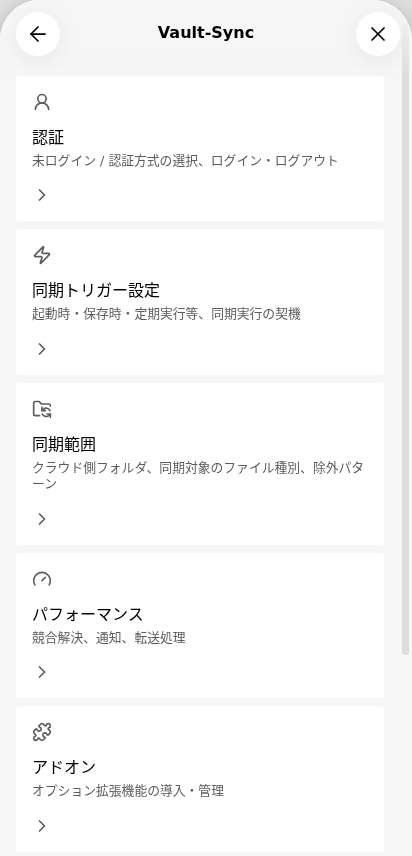 Vault-Sync
認証
未ログイン / 認証方式の選択、ログイン・ログアウト
同期トリガー設定
起動時・保存時・定期実行等、同期実行の契機
同期範囲
クラウド側フォルダ、同期対象のファイル種別、除外パタ
ーン
パフォーマンス
競合解決、通知、転送処理
アドオン
オプション拡張機能の導入・管理